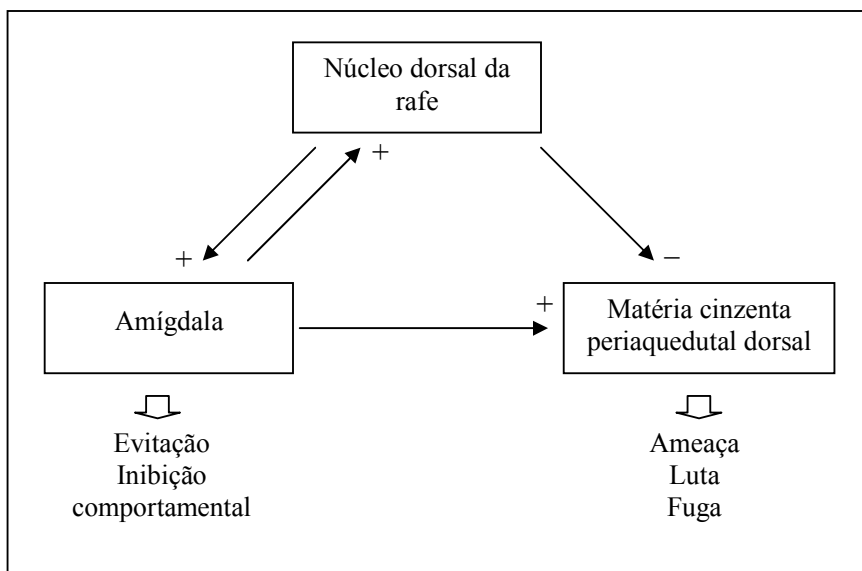 Núcleo dorsal da
rafe
+
+
−
Amígdala
+
Matéria cinzenta
periaquedutal dorsal
Evitação
Inibição
comportamental
Ameaça
Luta
Fuga